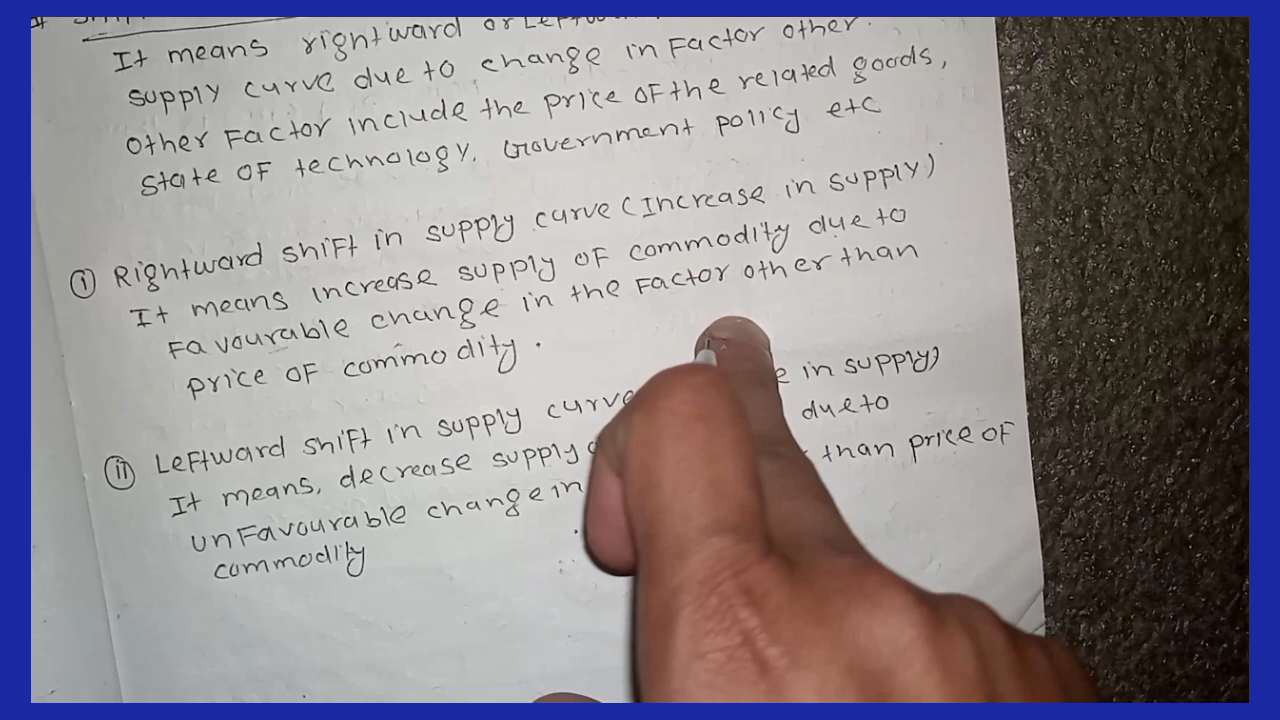 It means rightward or
supply curve due to change in Factor other
other Factor include the price of the related goods,
state of technology. Government policy etc
(i) Rightward shift in supply curve (Increase in supply)
It means increase supply of commodity due to
Favourable change in the Factor other than
price of commodity.
(ii) Leftward shift in supply curve in supply)
It means, decrease supply due to
unFavourable change in than price of
commodity